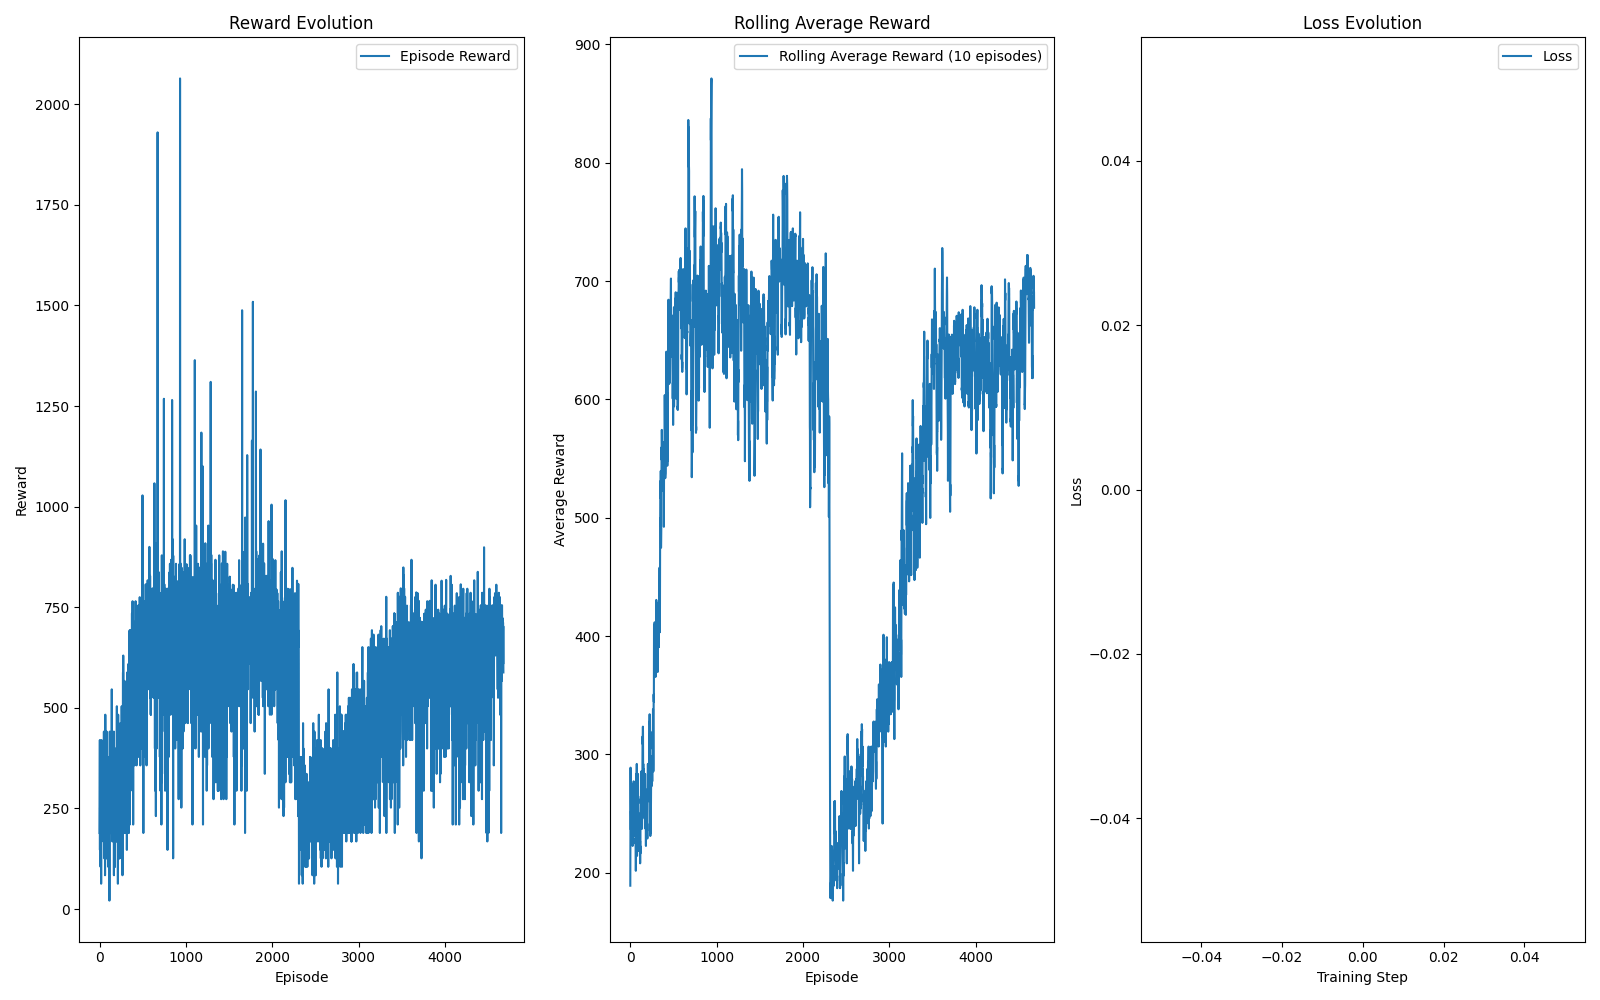 Reward Evolution
Episode Reward
2000
1750
1500
1250
1000
750
500
250
0
Reward
0 1000 2000 3000 4000
Episode
Rolling Average Reward
Rolling Average Reward (10 episodes)
900
800
700
600
500
400
300
200
Average Reward
0 1000 2000 3000 4000
Episode
Loss Evolution
Loss
0.04
0.02
0.00
−0.02
−0.04
Loss
−0.04 −0.02 0.00 0.02 0.04
Training Step